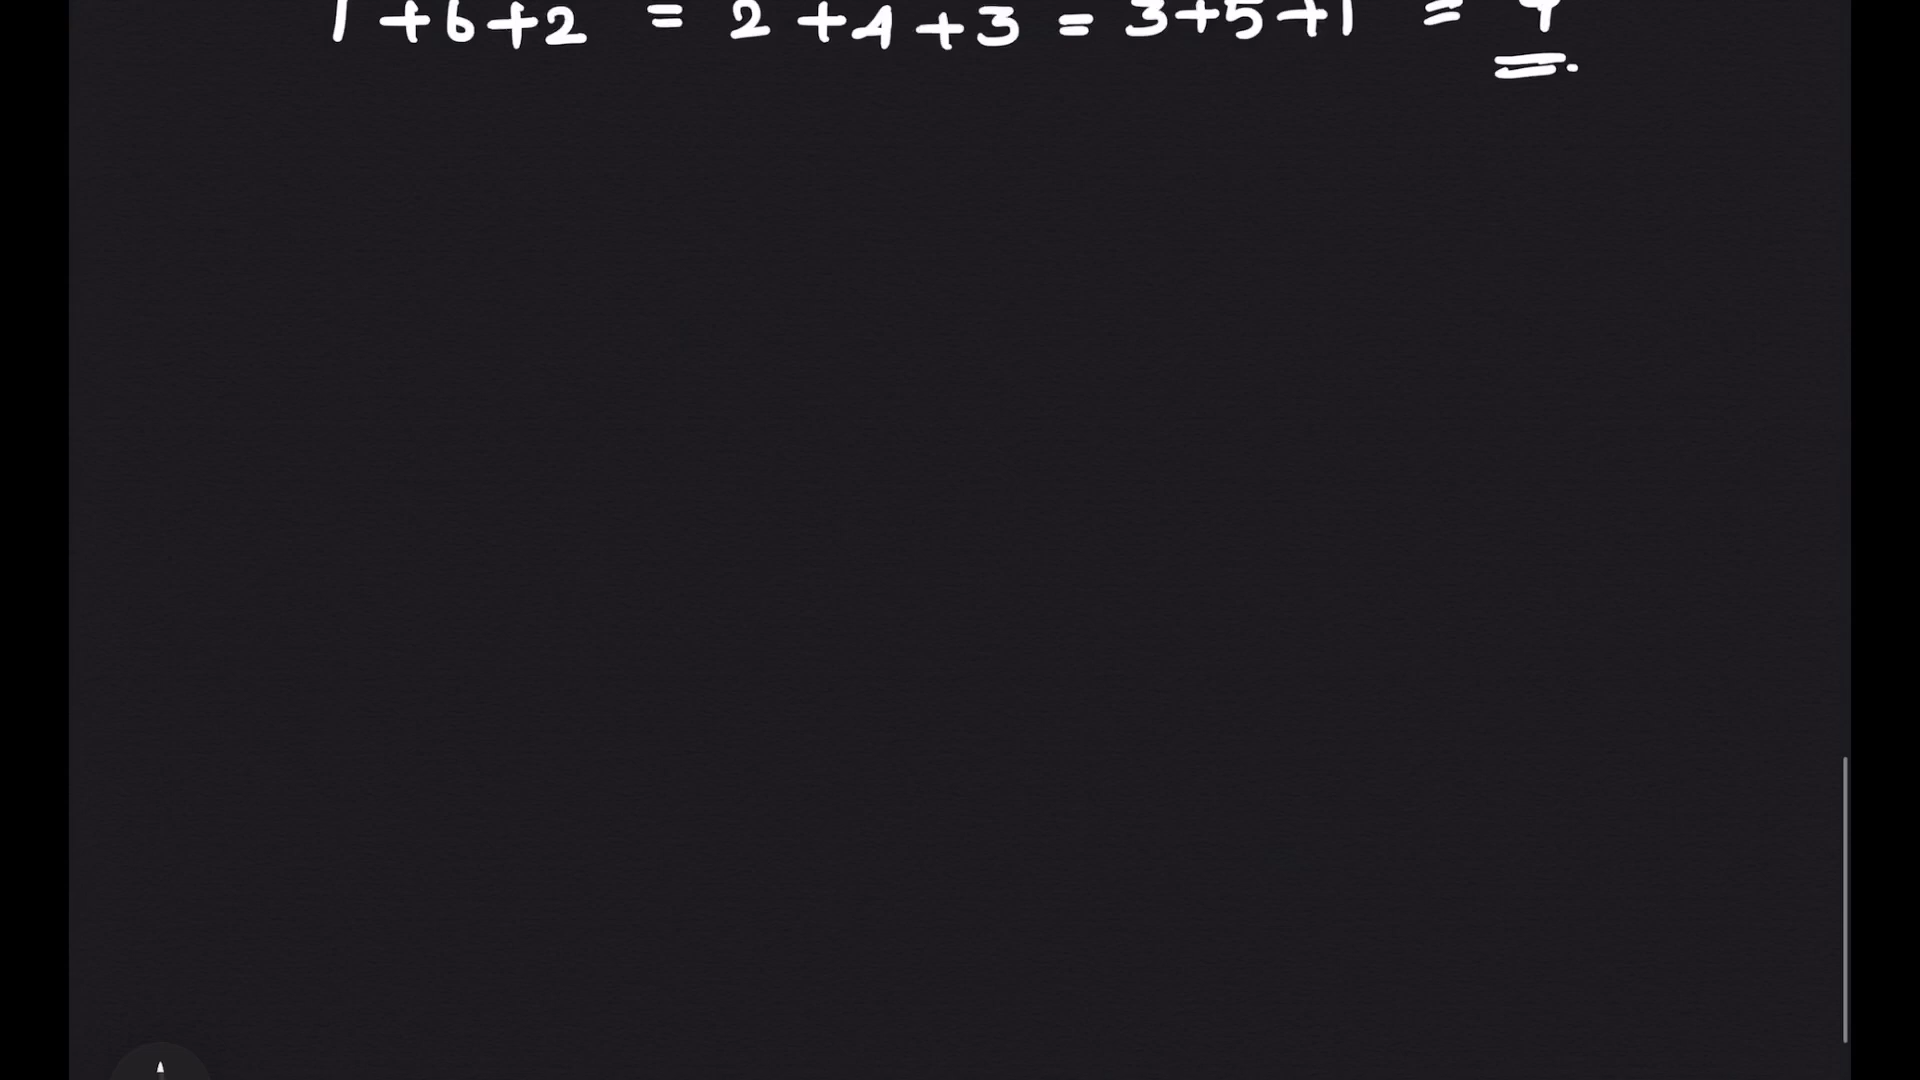 1 + 6 + 2 = 2 + 4 + 3 = 3 + 5 + 1 = 9